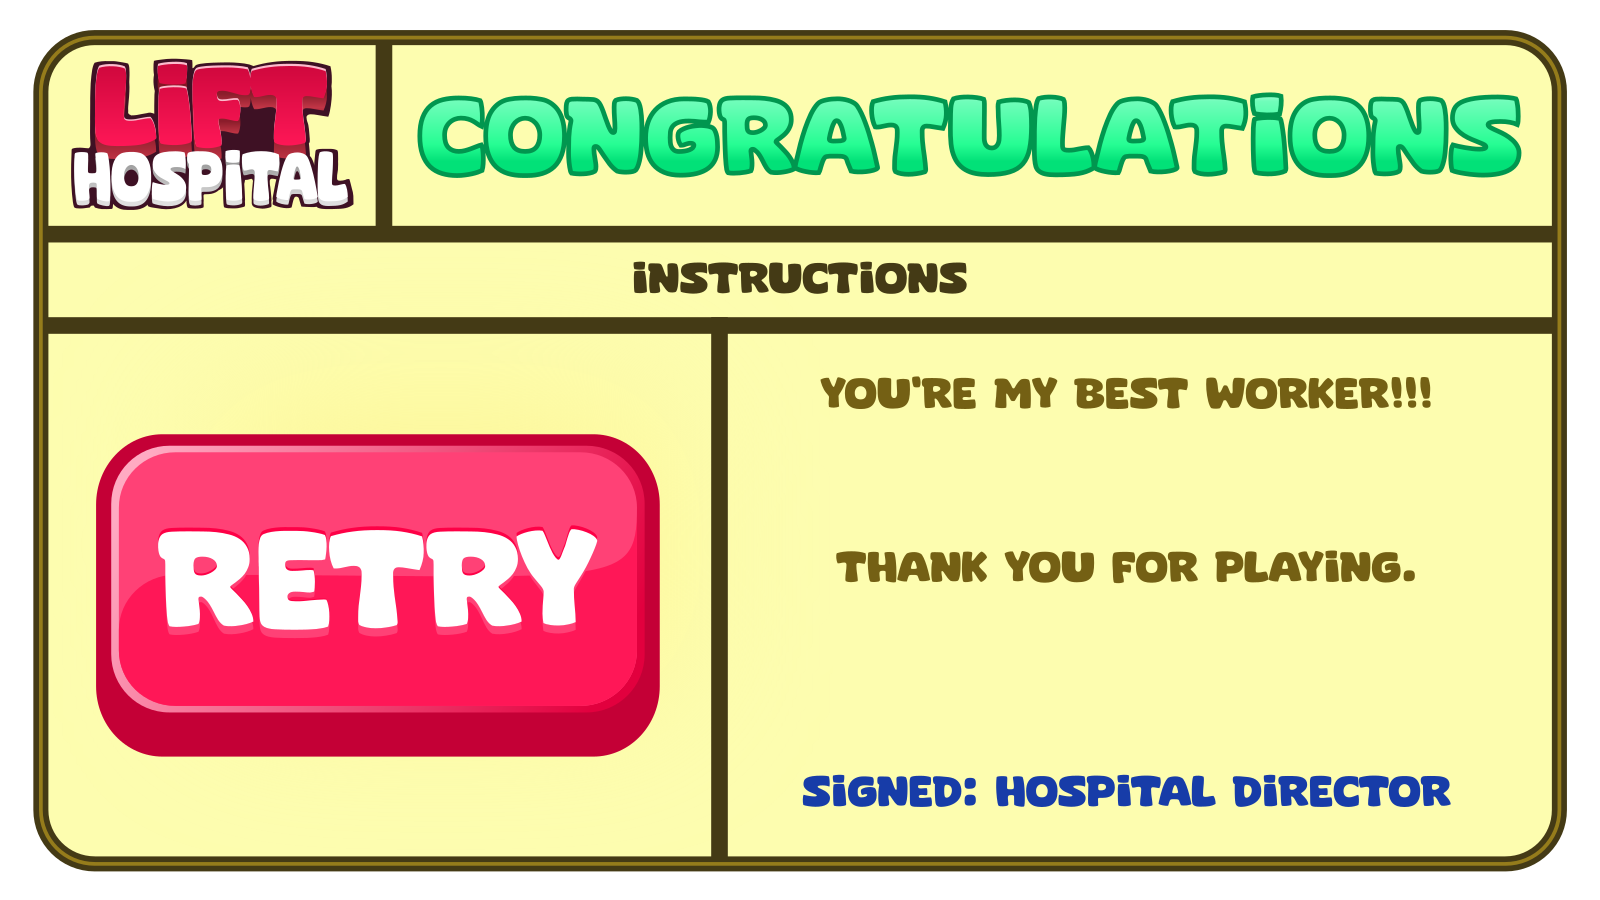 LiFT
HOSPiTAL
CONGRATULATiONS
iNSTRUCTiONS
RETRY
YOU'RE MY BEST WORKER!!!
THANK YOU FOR PLAYiNG.
SiGNED: HOSPiTAL DiRECTOR